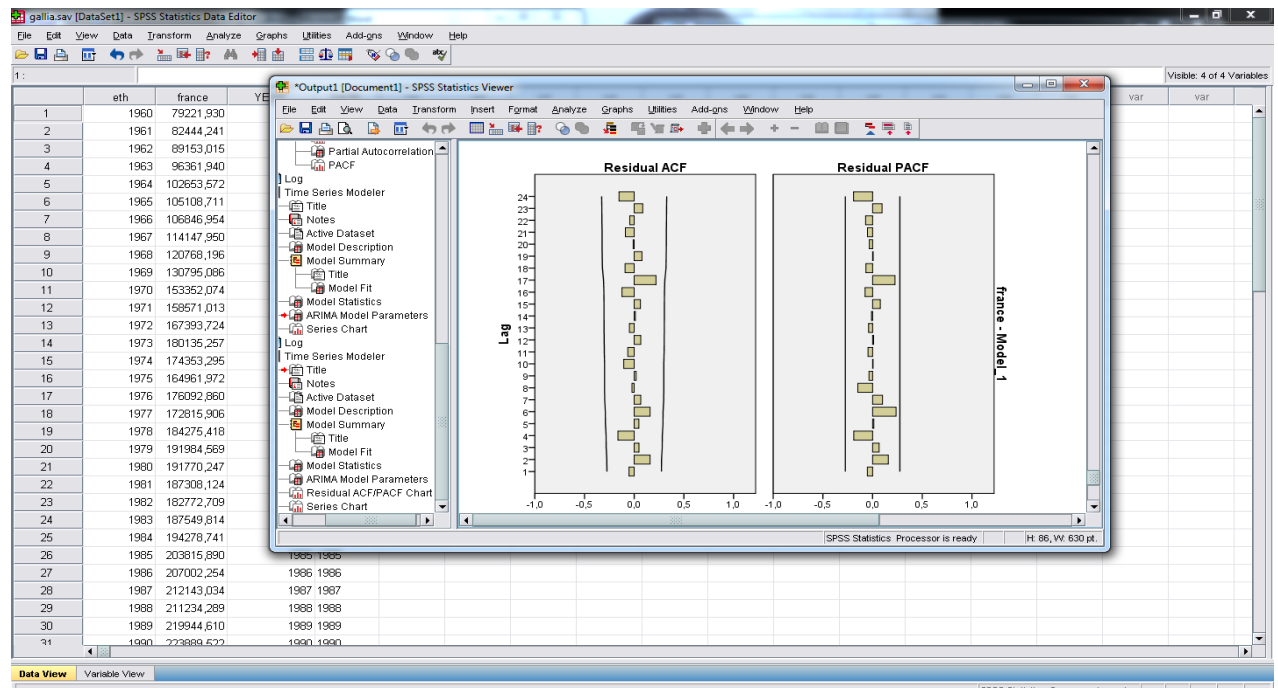 gallia.sav [DataSet1] - SPSS Statistics Data Editor
File Edit View Data Transform Analyze Graphs Utilities Add-ons Window Help
1 :
Visible: 4 of 4 Variables
eth france YE var var
1 1960 79221,930
2 1961 82444,241
3 1962 89153,015
4 1963 96361,940
5 1964 102653,572
6 1965 105108,711
7 1966 106846,954
8 1967 114147,950
9 1968 120768,196
10 1969 130795,086
11 1970 153352,074
12 1971 158571,013
13 1972 167393,724
14 1973 180135,257
15 1974 174353,295
16 1975 164961,972
17 1976 176092,860
18 1977 172815,906
19 1978 184275,418
20 1979 191984,569
21 1980 191770,247
22 1981 187308,124
23 1982 182772,709
24 1983 187549,814
25 1984 194278,741
26 1985 203815,890 1985 1985
27 1986 207002,254 1986 1986
28 1987 212143,034 1987 1987
29 1988 211234,289 1988 1988
30 1989 219944,610 1989 1989
31 1990 223889,522 1990 1990
Data View Variable View
*Output1 [Document1] - SPSS Statistics Viewer
File Edit View Data Transform Insert Format Analyze Graphs Utilities Add-ons Window Help
Partial Autocorrelation
PACF
Log
Time Series Modeler
Title
Notes
Active Dataset
Model Description
Model Summary
Title
Model Fit
Model Statistics
ARIMA Model Parameters
Series Chart
Log
Time Series Modeler
Title
Notes
Active Dataset
Model Description
Model Summary
Title
Model Fit
Model Statistics
ARIMA Model Parameters
Residual ACF/PACF Chart
Series Chart
Residual ACF
Residual PACF
24
23
22
21
20
19
18
17
16
15
14
13
12
11
10
9
8
7
6
5
4
3
2
1
Lag
-1,0 -0,5 0,0 0,5 1,0
-1,0 -0,5 0,0 0,5 1,0
france - Model_1
SPSS Statistics Processor is ready
H: 86, W: 630 pt.